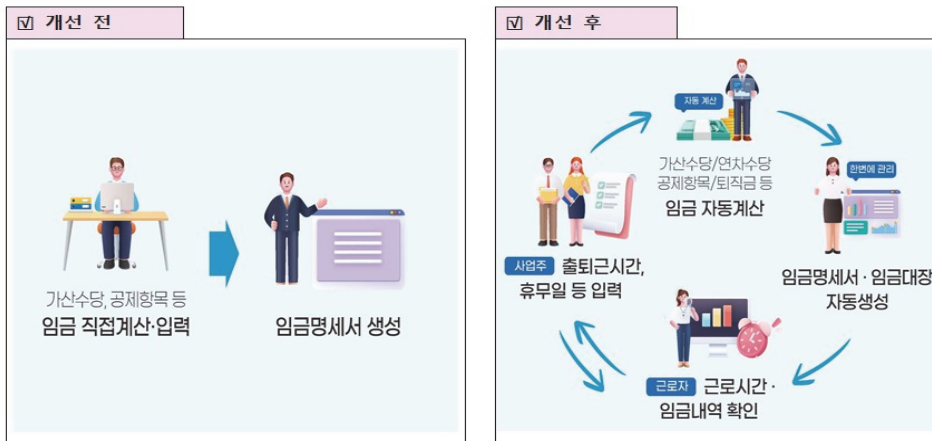 ☑ 개선 전
가산수당, 공제항목 등
임금 직접계산·입력
임금명세서 생성
☑ 개선 후
자동 계산
가산수당/연차수당
공제항목/퇴직금 등
임금 자동계산
한번에 관리
임금명세서·임금대장
자동생성
사업주 출퇴근시간,
휴무일 등 입력
근로자 근로시간·
임금내역 확인